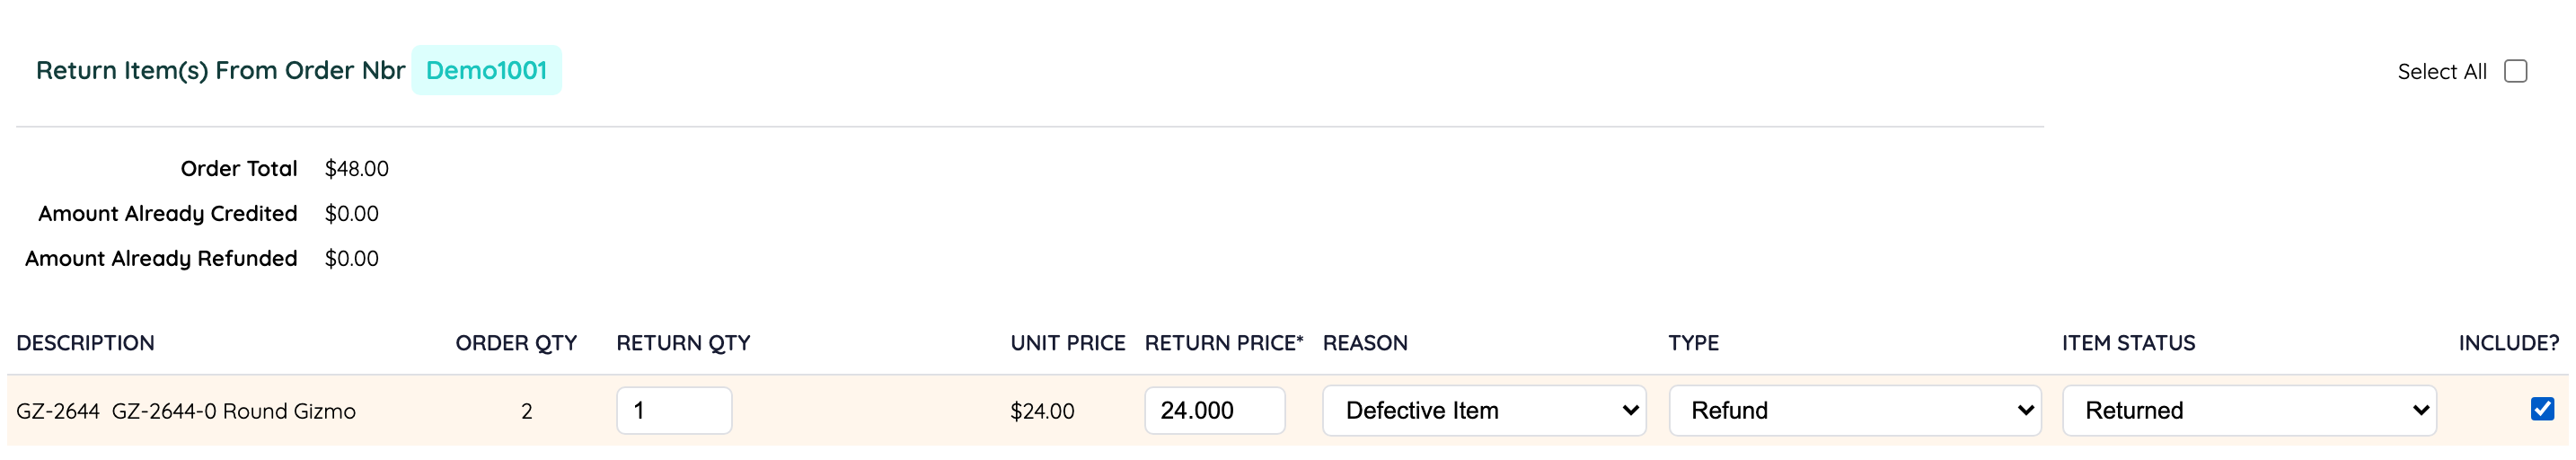 Return Item(s) From Order Nbr Demo1001 Select All
Order Total $48.00
Amount Already Credited $0.00
Amount Already Refunded $0.00
DESCRIPTION ORDER QTY RETURN QTY UNIT PRICE RETURN PRICE* REASON TYPE ITEM STATUS INCLUDE?
GZ-2644 GZ-2644-0 Round Gizmo 2 1 $24.00 24.000 Defective Item Refund Returned